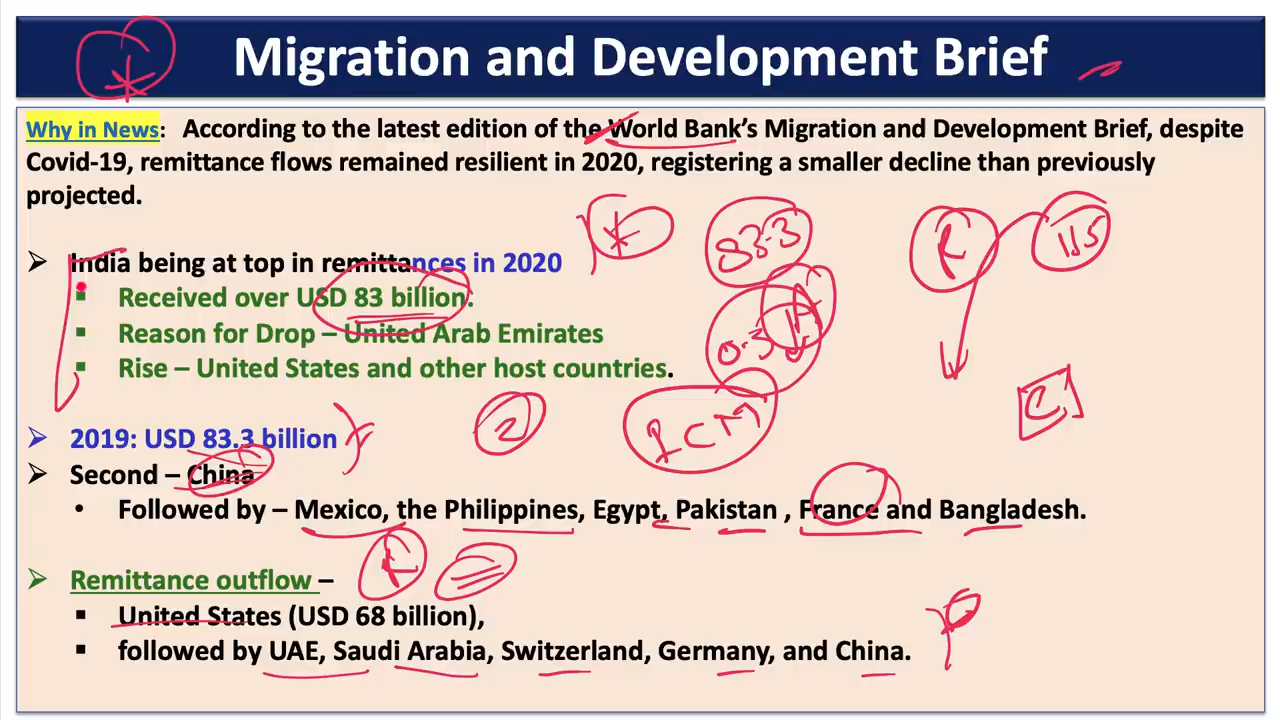 Migration and Development Brief
Why in News: According to the latest edition of the World Bank's Migration and Development Brief, despite
Covid-19, remittance flows remained resilient in 2020, registering a smaller decline than previously
projected.
83.3
R
US
➢ India being at top in remittances in 2020
▪ Received over USD 83 billion.
▪ Reason for Drop – United Arab Emirates
0.3
▪ Rise – United States and other host countries.
2
ICM
➢ 2019: USD 83.3 billion
➢ Second – China
• Followed by – Mexico, the Philippines, Egypt, Pakistan , France and Bangladesh.
➢ Remittance outflow –
▪ United States (USD 68 billion),
▪ followed by UAE, Saudi Arabia, Switzerland, Germany, and China.